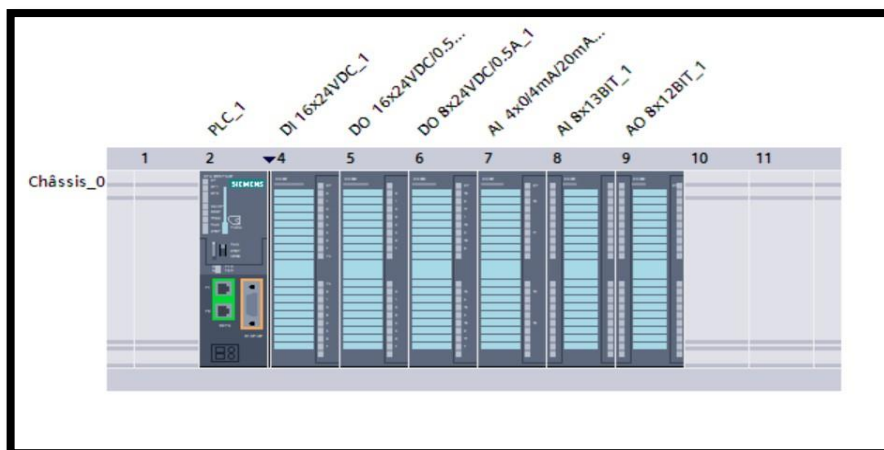 PLC_1
DI 16x24VDC_1
DO 16x24VDC/0.5...
DO 8x24VDC/0.5A_1
AI 4x0/4mA/20mA...
AI 8x13BIT_1
AO 8x12BIT_1
1 2 4 5 6 7 8 9 10 11
Châssis_0
SIEMENS